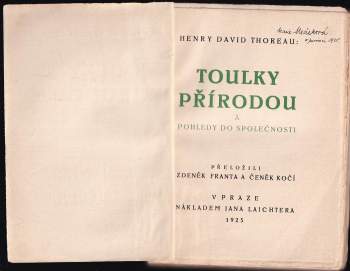 HENRY DAVID THOREAU:
TOULKY
PŘÍRODOU
A
POHLEDY DO SPOLEČNOSTI
PŘELOŽILI
ZDENĚK FRANTA A ČENĚK KOČÍ
V PRAZE
NÁKLADEM JANA LAICHTERA
1925